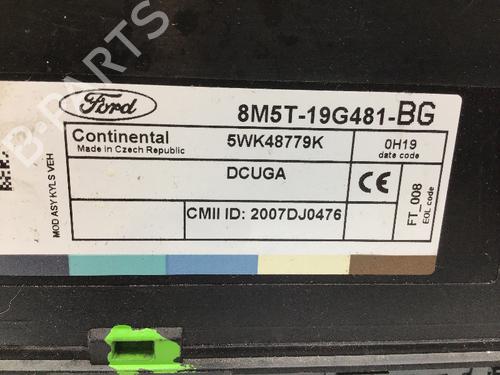 Ford
8M5T-19G481-BG
Continental
Made in Czech Republic
5WK48779K
0H19
date code
DCUGA
CMII ID: 2007DJ0476
FT_008
EOL code
MOD ASY KYLS VEH
B-PARTS